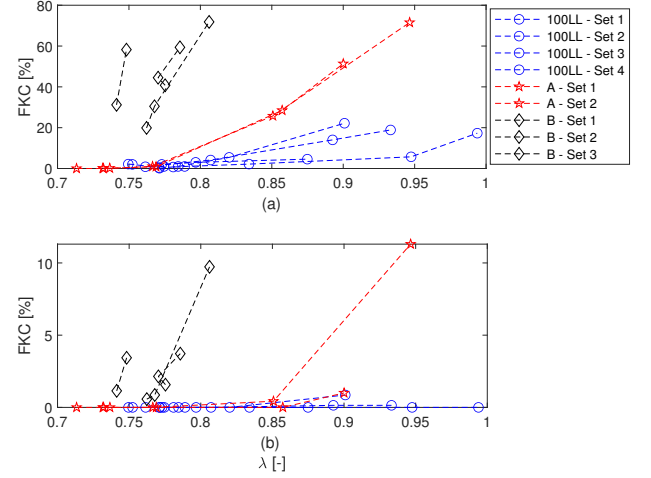 80
60
40
20
0
FKC [%]
0.7 0.75 0.8 0.85 0.9 0.95 1
(a)
100LL - Set 1
100LL - Set 2
100LL - Set 3
100LL - Set 4
A - Set 1
A - Set 2
B - Set 1
B - Set 2
B - Set 3
10
5
0
FKC [%]
0.7 0.75 0.8 0.85 0.9 0.95 1
(b)
λ [-]